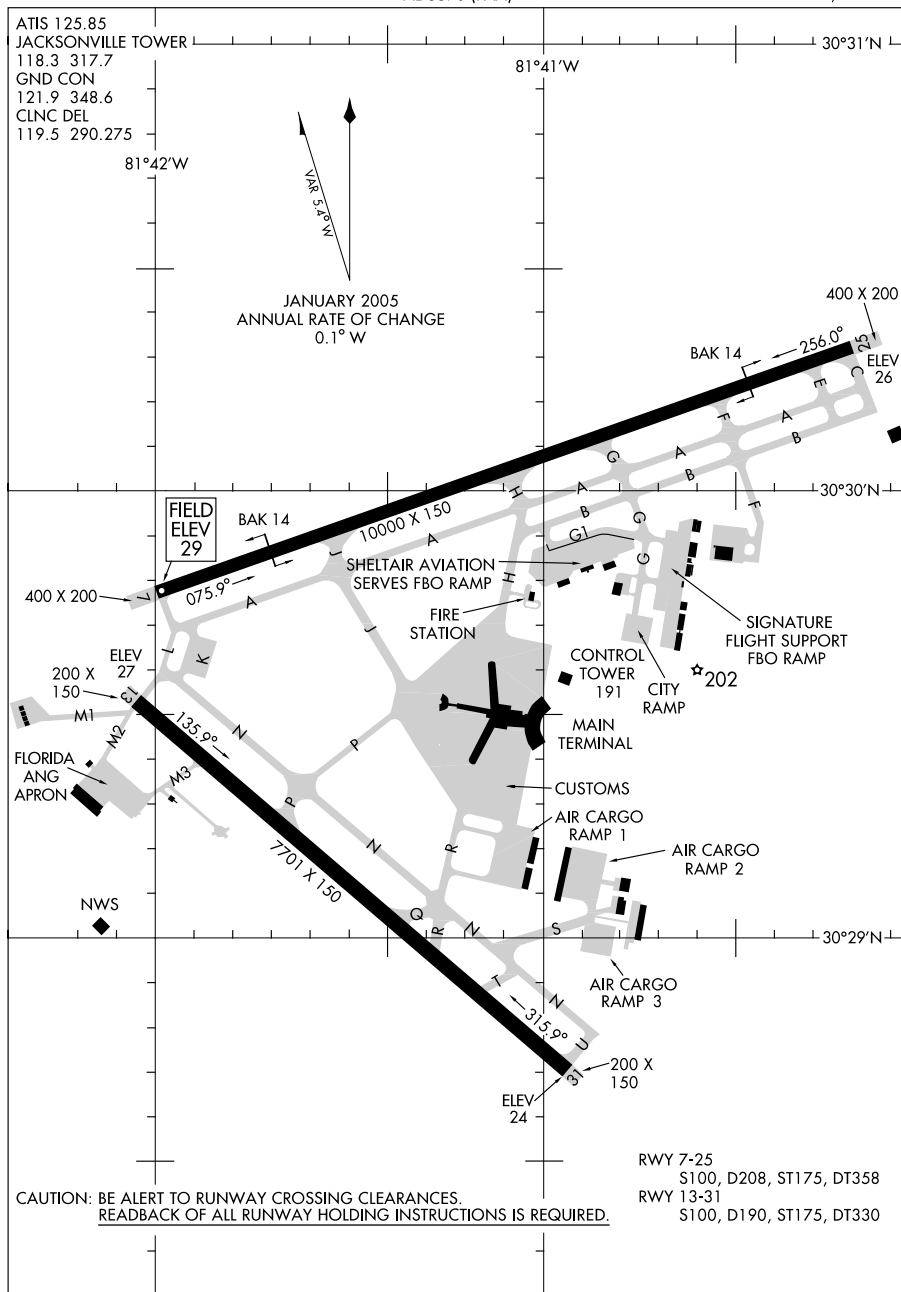 ATIS 125.85
JACKSONVILLE TOWER
118.3 317.7
GND CON
121.9 348.6
CLNC DEL
119.5 290.275
30°31'N
81°41'W
81°42'W
VAR 5.4° W
JANUARY 2005
ANNUAL RATE OF CHANGE
0.1° W
400 X 200
BAK 14
256.0°
25
ELEV
26
C
E
F
A
B
G
A
B
H
A
B
F
30°30'N
FIELD
ELEV
29
BAK 14
10000 X 150
J
A
G1
G
G
SHELTAIR AVIATION
SERVES FBO RAMP
H
075.9°
400 X 200
7
A
FIRE
STATION
SIGNATURE
FLIGHT SUPPORT
FBO RAMP
J
L
K
ELEV
27
200 X
150
13
CONTROL
TOWER
191
CITY
RAMP
202
M1
M2
135.9°
N
P
MAIN
TERMINAL
FLORIDA
ANG
APRON
M3
P
CUSTOMS
AIR CARGO
RAMP 1
7701 X 150
N
R
AIR CARGO
RAMP 2
NWS
Q
R
N
N
S
30°29'N
T
N
AIR CARGO
RAMP 3
315.9°
U
31
200 X
150
ELEV
24
RWY 7-25
S100, D208, ST175, DT358
RWY 13-31
S100, D190, ST175, DT330
CAUTION: BE ALERT TO RUNWAY CROSSING CLEARANCES.
READBACK OF ALL RUNWAY HOLDING INSTRUCTIONS IS REQUIRED.